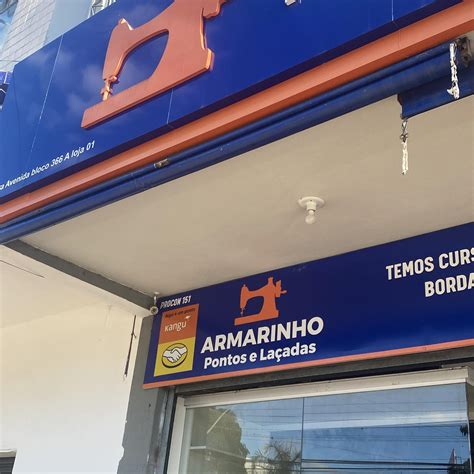 Avenida bloco 366 A loja 01
PROCON 151
kangu
ARMARINHO
Pontos e Laçadas
TEMOS CURS
BORDA